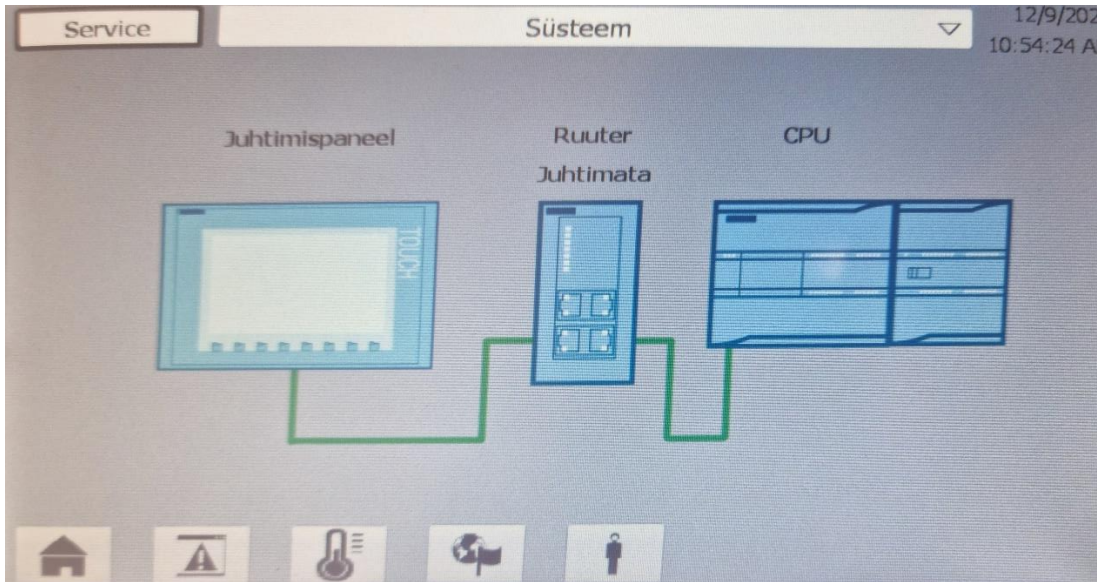 Service
Süsteem
12/9/202
10:54:24 A
Juhtimispaneel
Ruuter
CPU
Juhtimata
TOUCH